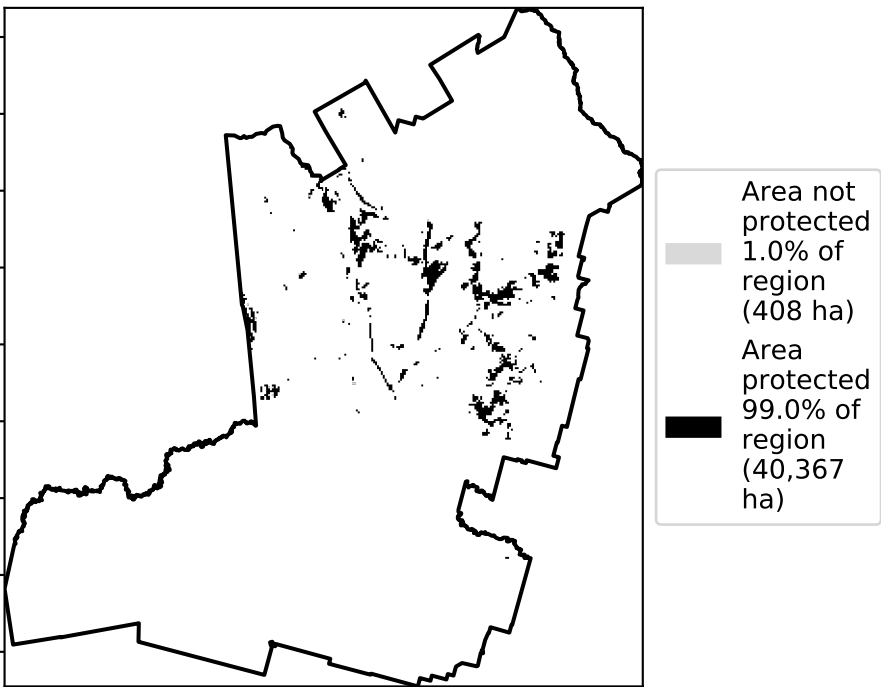 Area not
protected
1.0% of
region
(408 ha)
Area
protected
99.0% of
region
(40,367
ha)